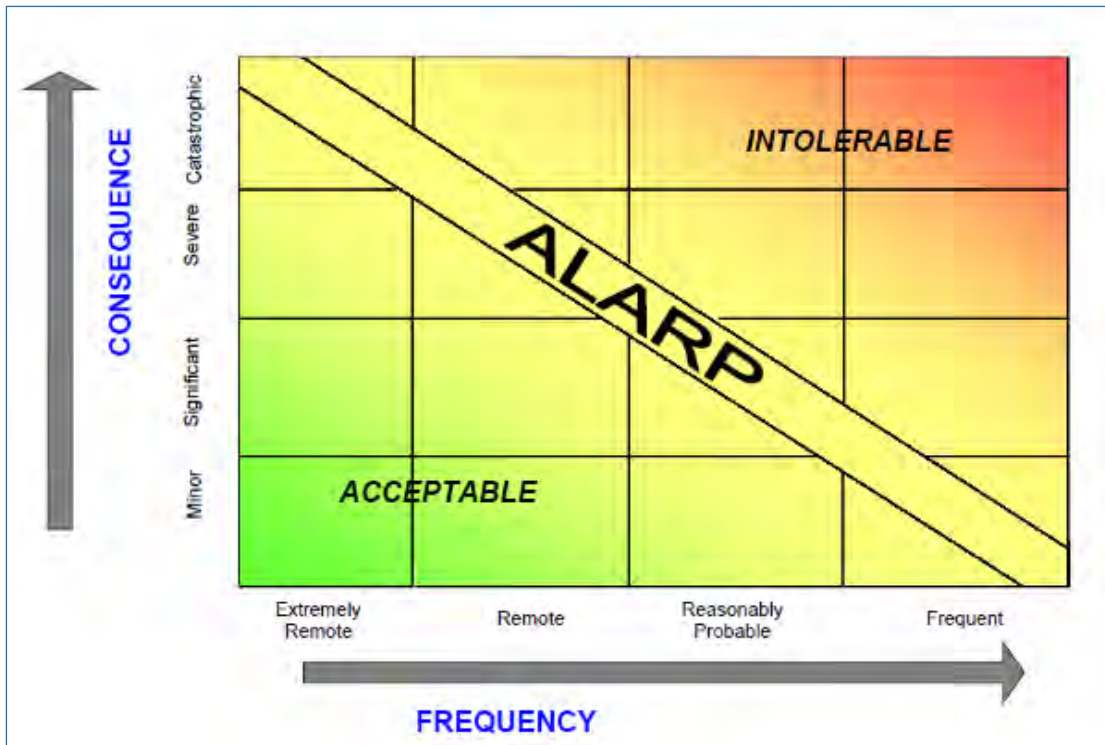 CONSEQUENCE
Catastrophic
Severe
Significant
Minor
INTOLERABLE
ALARP
ACCEPTABLE
Extremely
Remote
Remote
Reasonably
Probable
Frequent
FREQUENCY